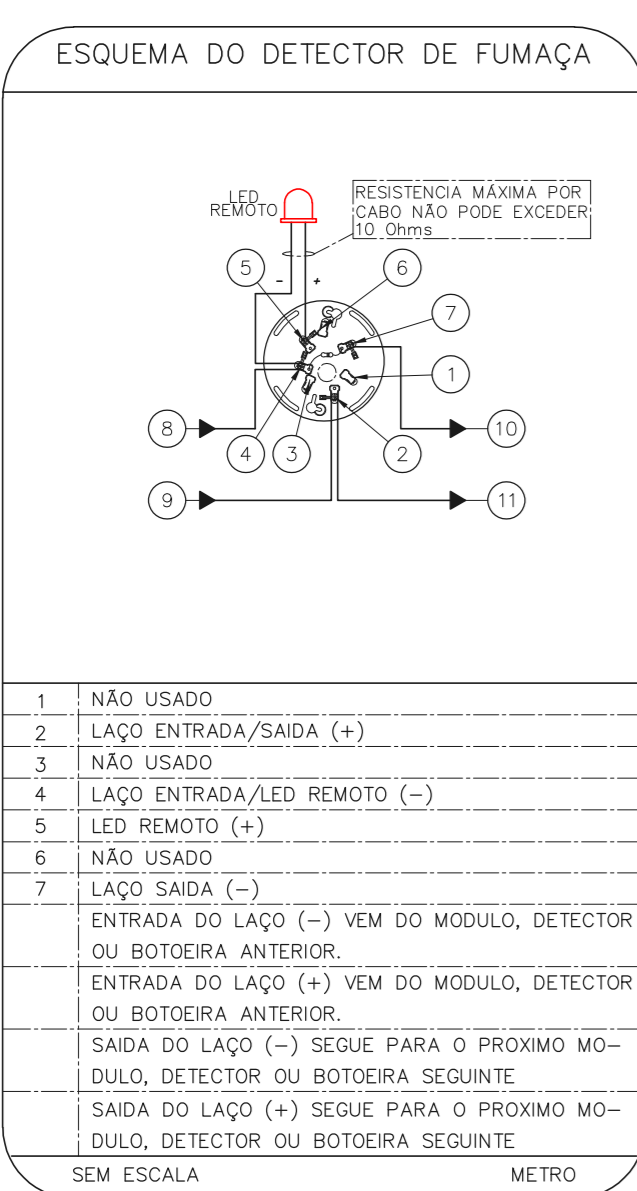 ESQUEMA DO DETECTOR DE FUMAÇA
LED
REMOTO
RESISTENCIA MÁXIMA POR
CABO NÃO PODE EXCEDER
10 Ohms
5
6
- +
7
1
8
10
4
3
2
9
11
1 NÃO USADO
2 LAÇO ENTRADA/SAIDA (+)
3 NÃO USADO
4 LAÇO ENTRADA/LED REMOTO (−)
5 LED REMOTO (+)
6 NÃO USADO
7 LAÇO SAIDA (−)
ENTRADA DO LAÇO (−) VEM DO MODULO, DETECTOR
OU BOTOEIRA ANTERIOR.
ENTRADA DO LAÇO (+) VEM DO MODULO, DETECTOR
OU BOTOEIRA ANTERIOR.
SAIDA DO LAÇO (−) SEGUE PARA O PROXIMO MO−
DULO, DETECTOR OU BOTOEIRA SEGUINTE
SAIDA DO LAÇO (+) SEGUE PARA O PROXIMO MO−
DULO, DETECTOR OU BOTOEIRA SEGUINTE
SEM ESCALA METRO